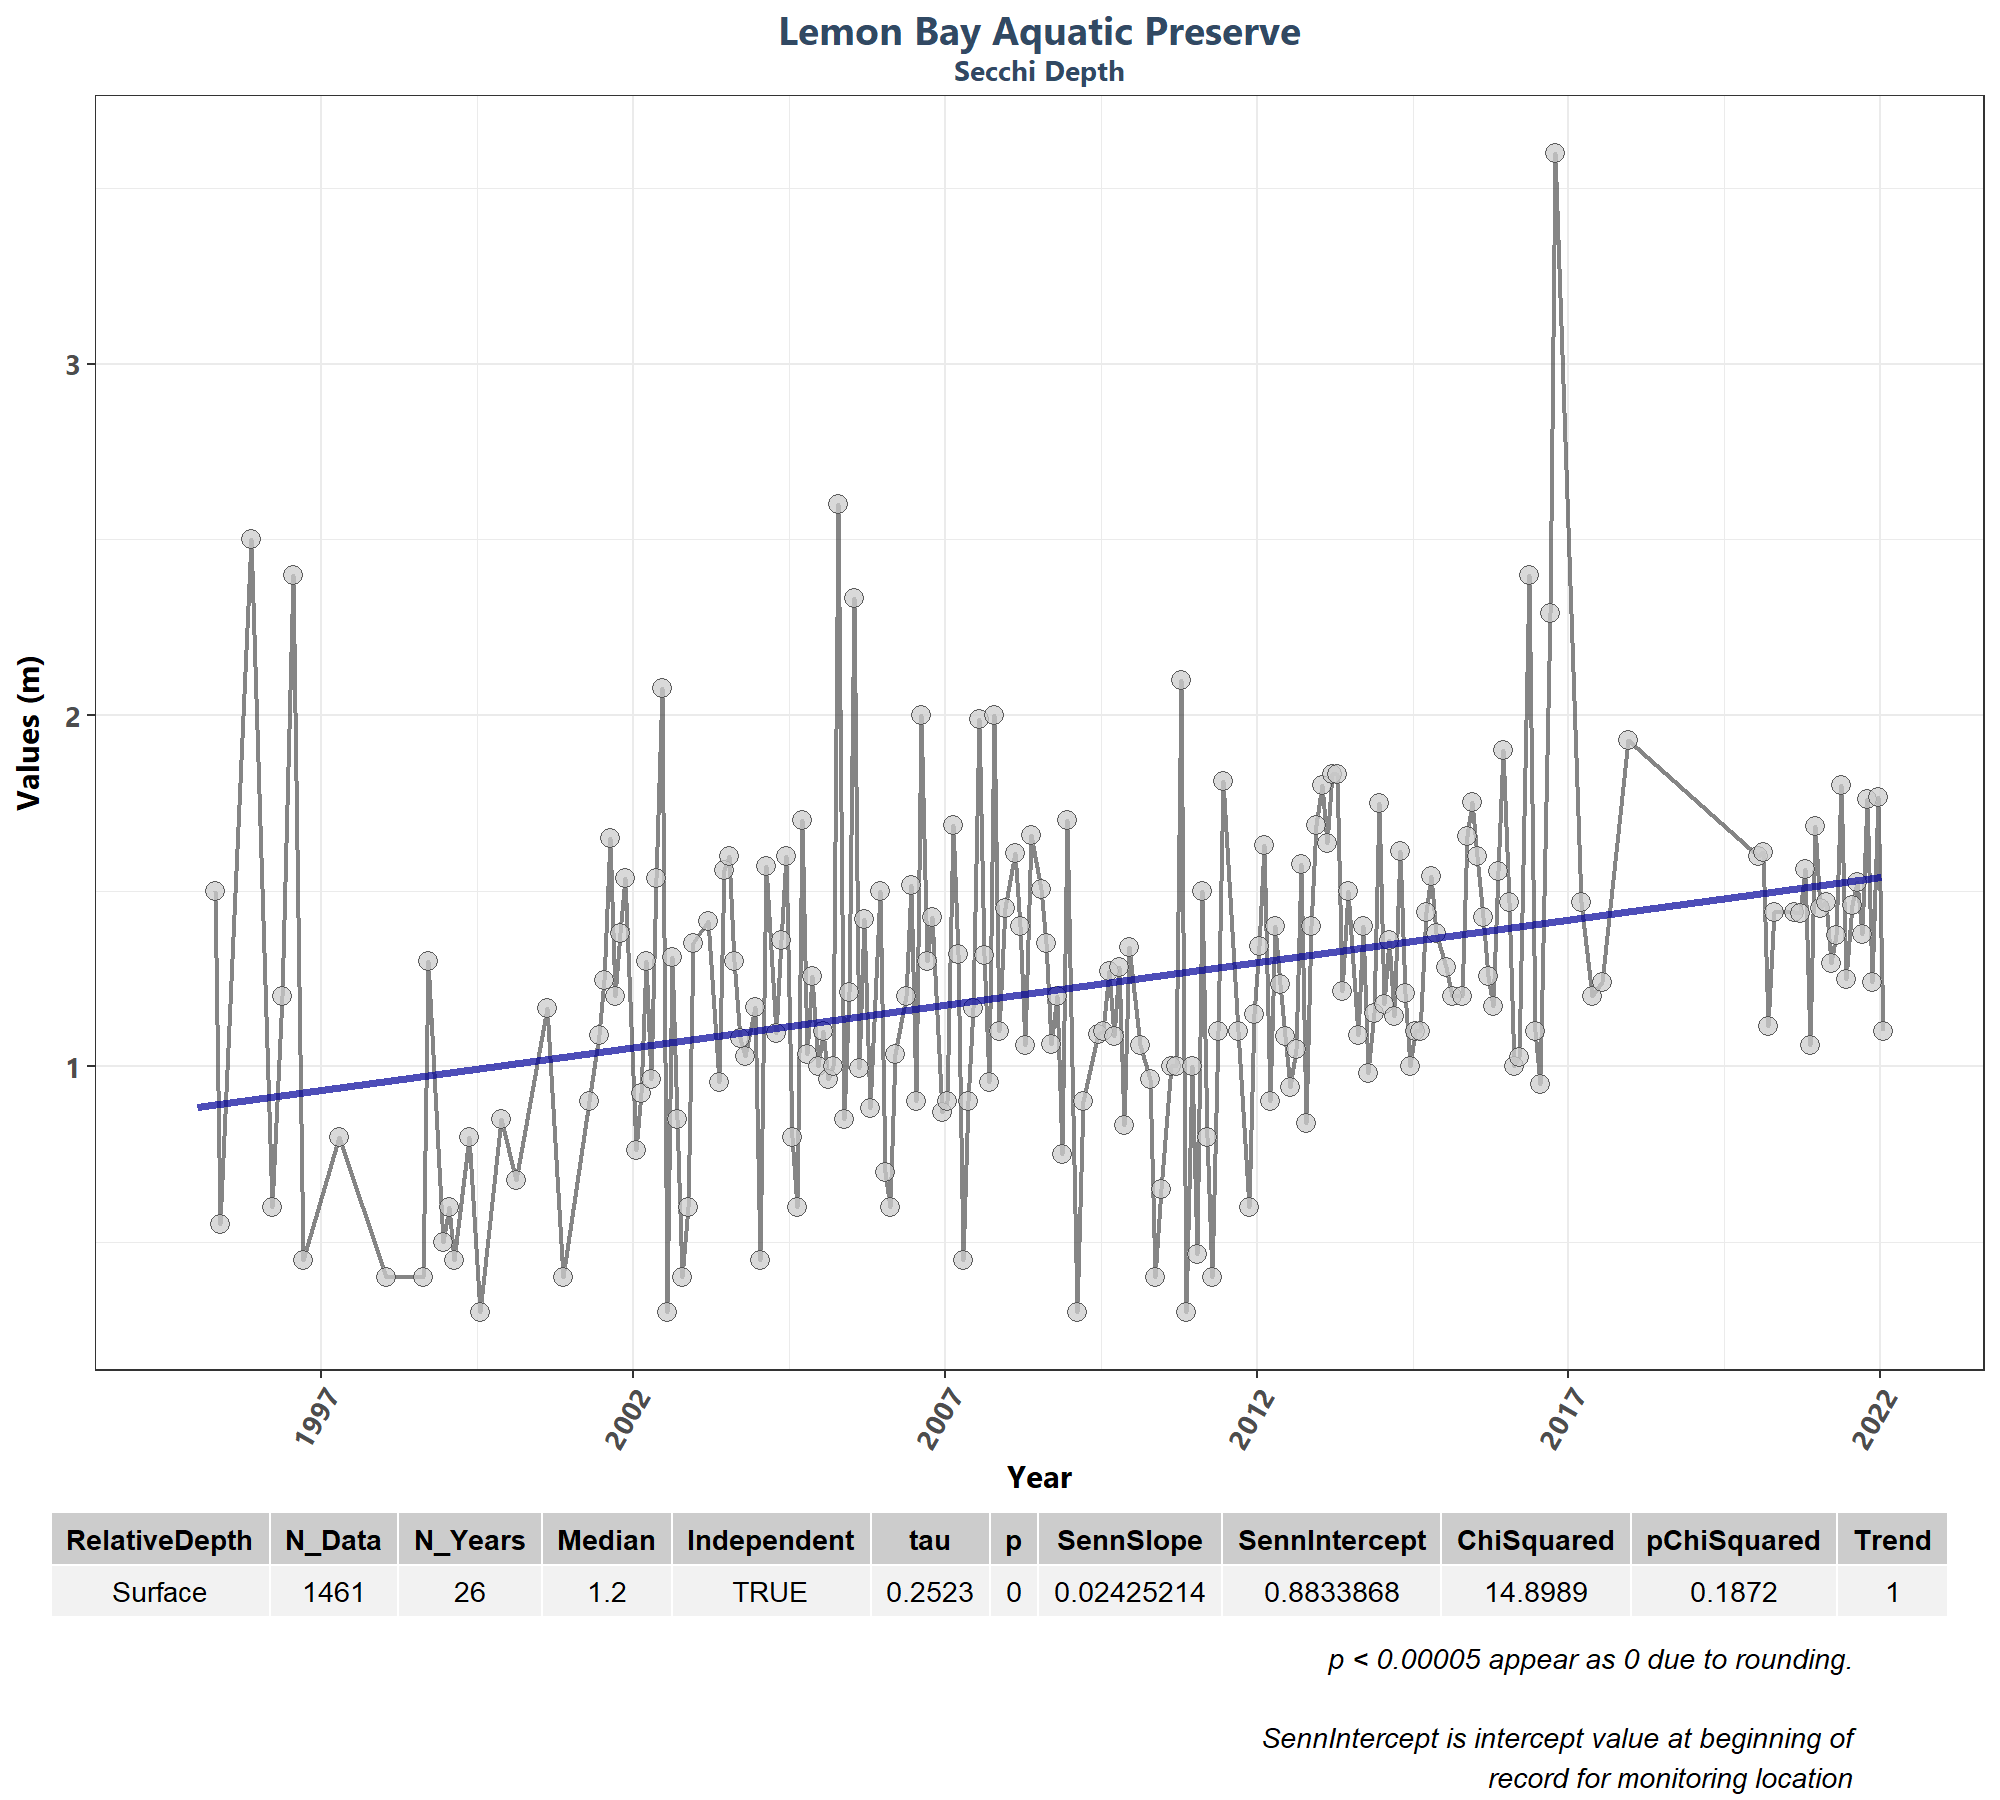 Lemon Bay Aquatic Preserve
Secchi Depth
Values (m)
3
2
1
1997 2002 2007 2012 2017 2022
Year
RelativeDepth N_Data N_Years Median Independent tau p SennSlope SennIntercept ChiSquared pChiSquared Trend
Surface 1461 26 1.2 TRUE 0.2523 0 0.02425214 0.8833868 14.8989 0.1872 1
p < 0.00005 appear as 0 due to rounding.
SennIntercept is intercept value at beginning of
record for monitoring location